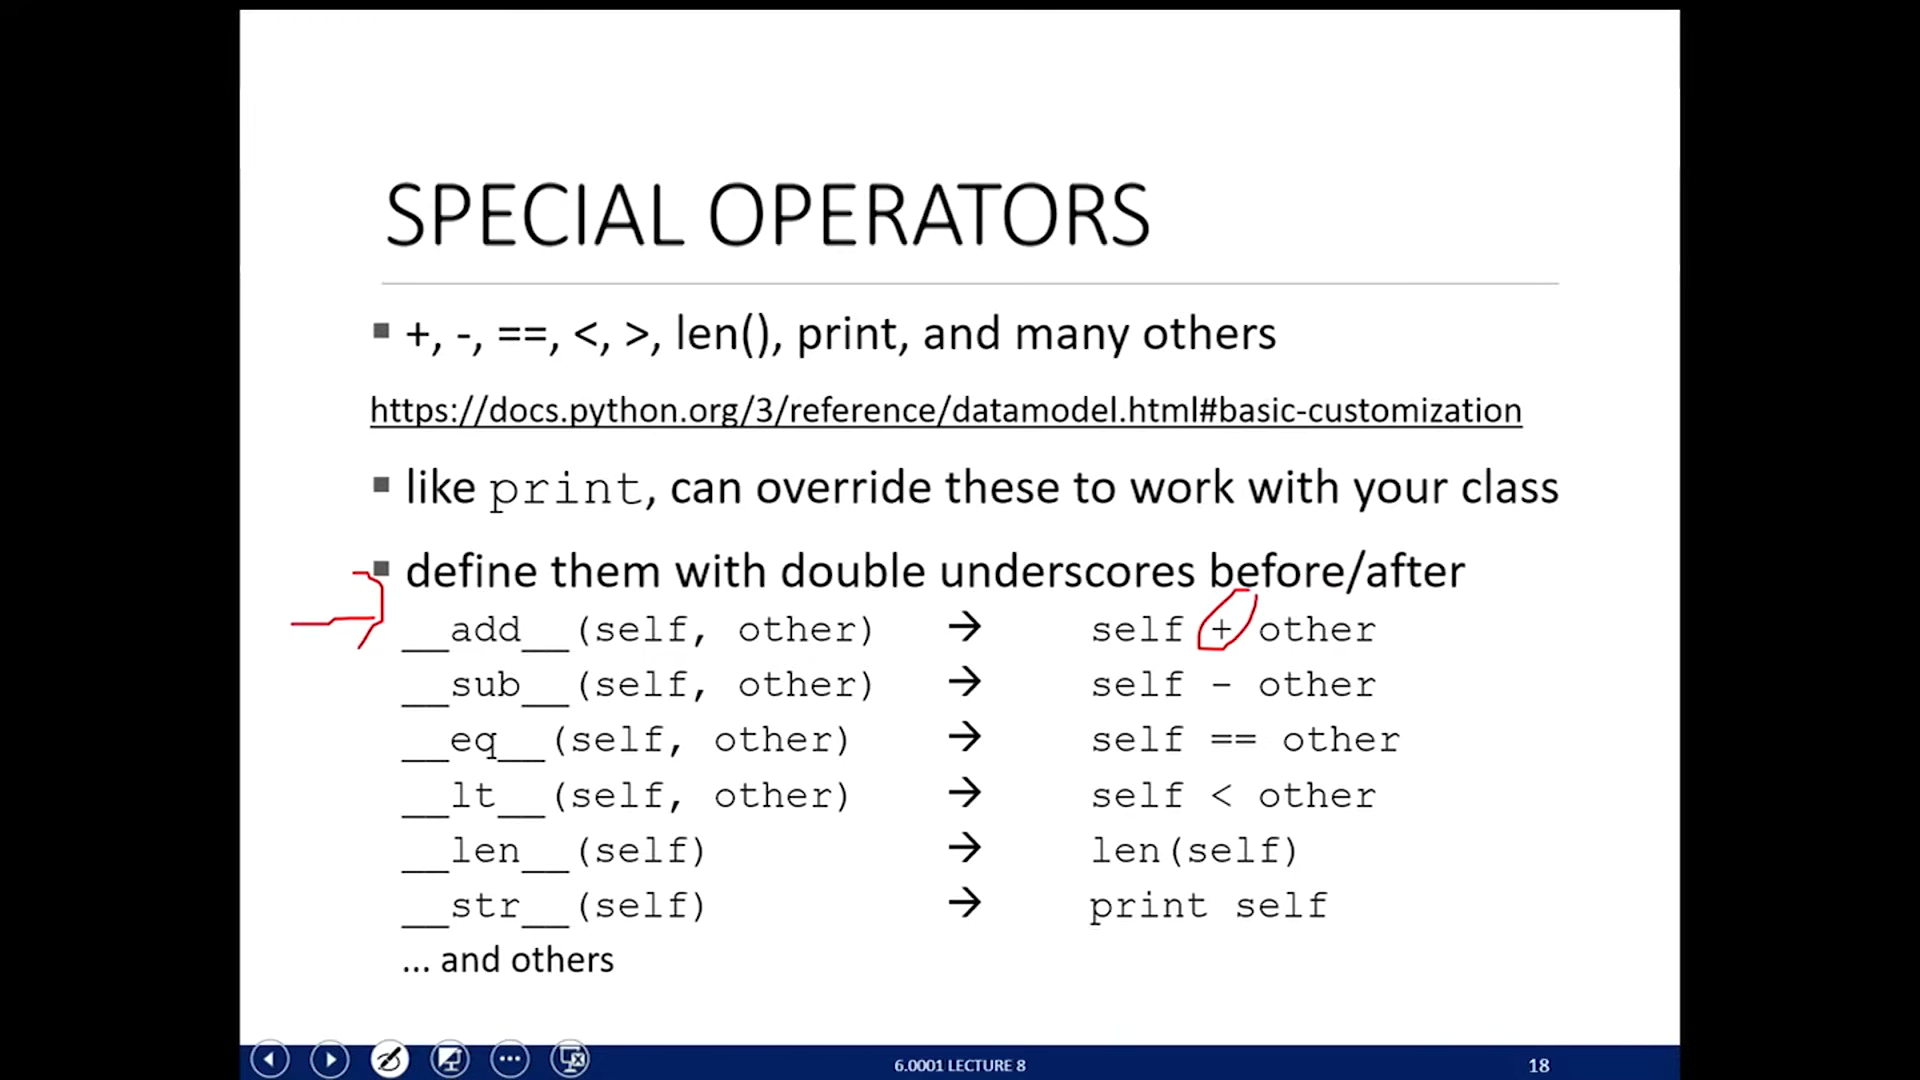 SPECIAL OPERATORS
▪ +, -, ==, <, >, len(), print, and many others
https://docs.python.org/3/reference/datamodel.html#basic-customization
▪ like print, can override these to work with your class
▪ define them with double underscores before/after
__add__(self, other) → self + other
__sub__(self, other) → self - other
__eq__(self, other) → self == other
__lt__(self, other) → self < other
__len__(self) → len(self)
__str__(self) → print self
... and others
6.0001 LECTURE 8
18